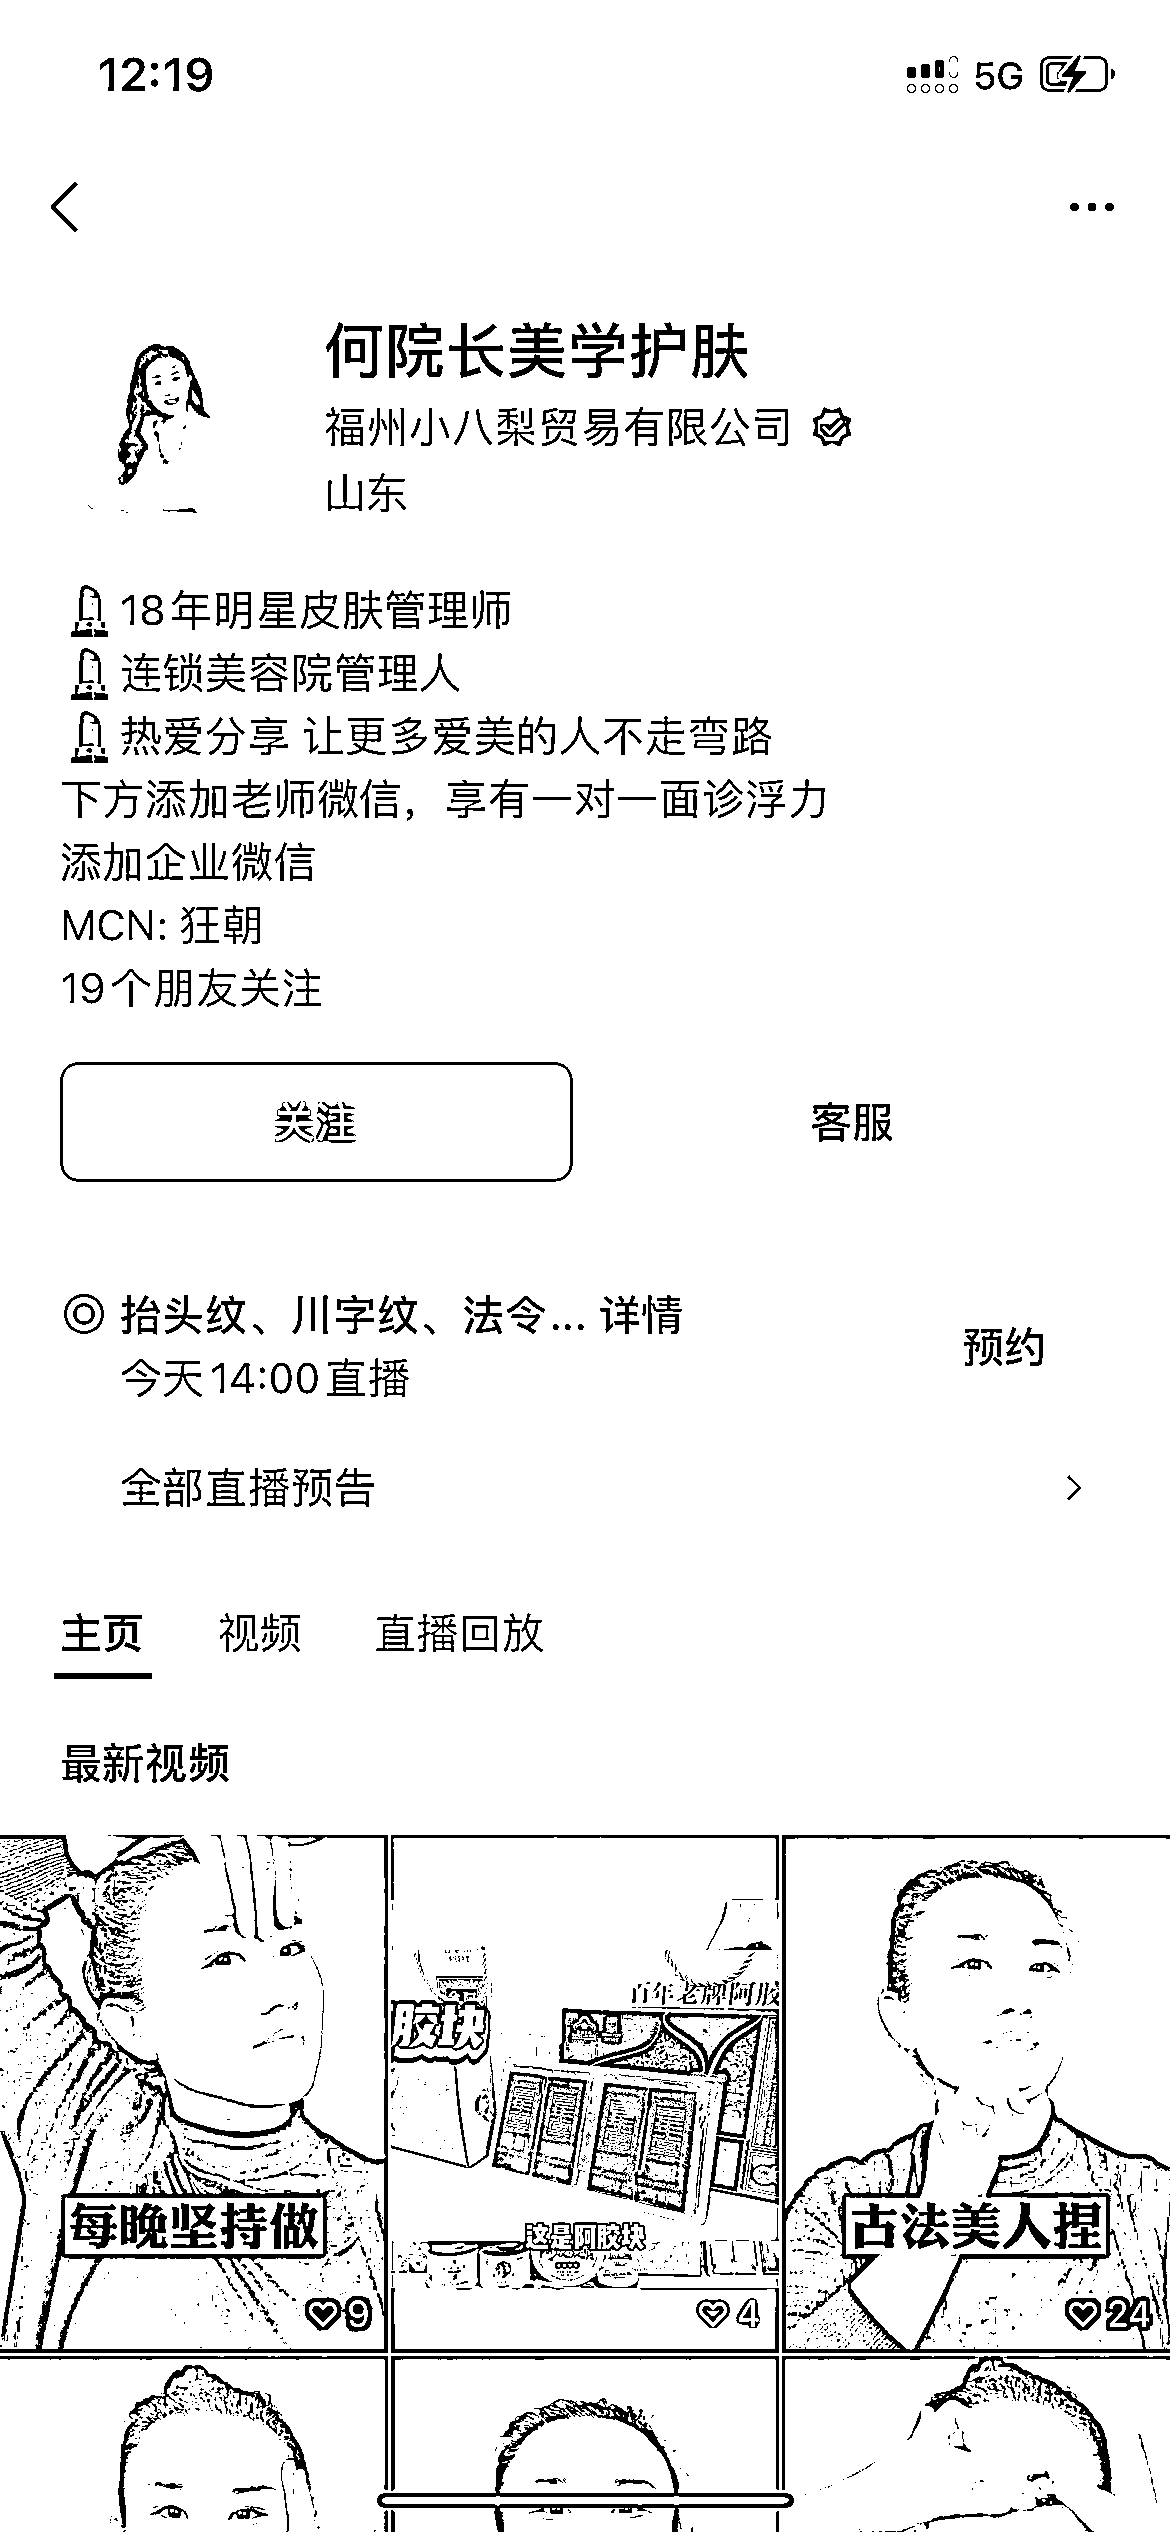 12:19
5G
何院长美学护肤
福州小八梨贸易有限公司
山东
18年明星皮肤管理师
连锁美容院管理人
热爱分享 让更多爱美的人不走弯路
下方添加老师微信，享有一对一面诊浮力
添加企业微信
MCN: 狂朝
19个朋友关注
关注
客服
抬头纹、川字纹、法令... 详情
预约
今天14:00直播
全部直播预告
主页 视频 直播回放
最新视频
百年老牌阿胶
胶块
每晚坚持做
这是阿胶块
古法美人捏
9
4
24